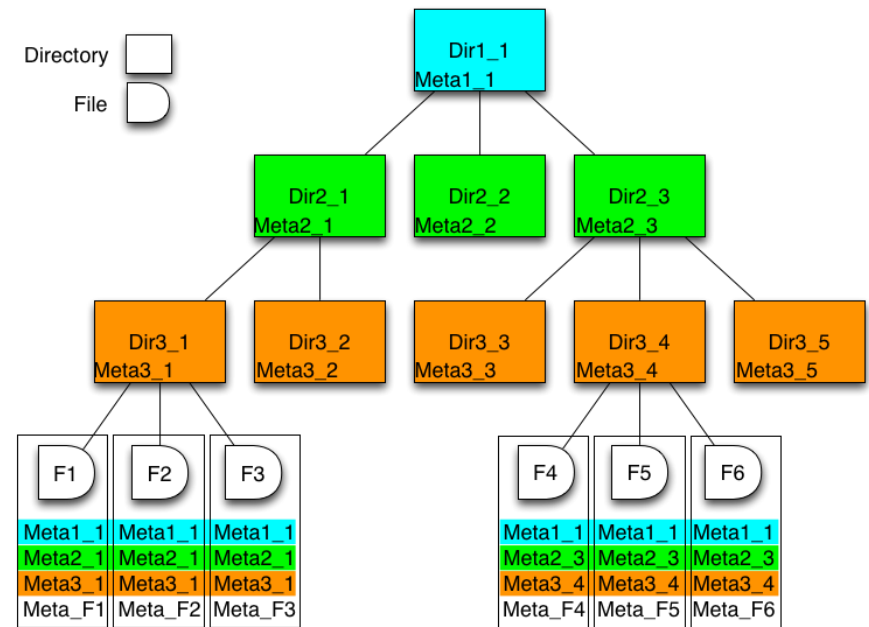 Directory
File
Dir1_1
Meta1_1
Dir2_1
Meta2_1
Dir2_2
Meta2_2
Dir2_3
Meta2_3
Dir3_1
Meta3_1
Dir3_2
Meta3_2
Dir3_3
Meta3_3
Dir3_4
Meta3_4
Dir3_5
Meta3_5
F1
Meta1_1
Meta2_1
Meta3_1
Meta_F1
F2
Meta1_1
Meta2_1
Meta3_1
Meta_F2
F3
Meta1_1
Meta2_1
Meta3_1
Meta_F3
F4
Meta1_1
Meta2_3
Meta3_4
Meta_F4
F5
Meta1_1
Meta2_3
Meta3_4
Meta_F5
F6
Meta1_1
Meta2_3
Meta3_4
Meta_F6